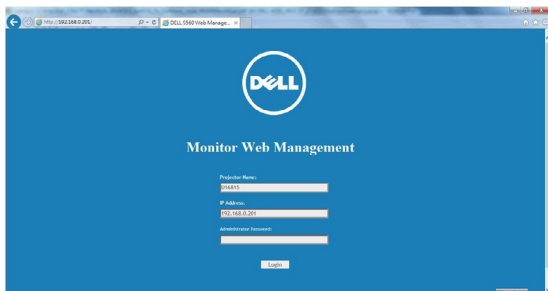 http://192.168.0.201/
DELL S560 Web Manage...
DELL
Monitor Web Management
Projector Name:
IP Address:
192.168.0.201
Administrator Password:
Login